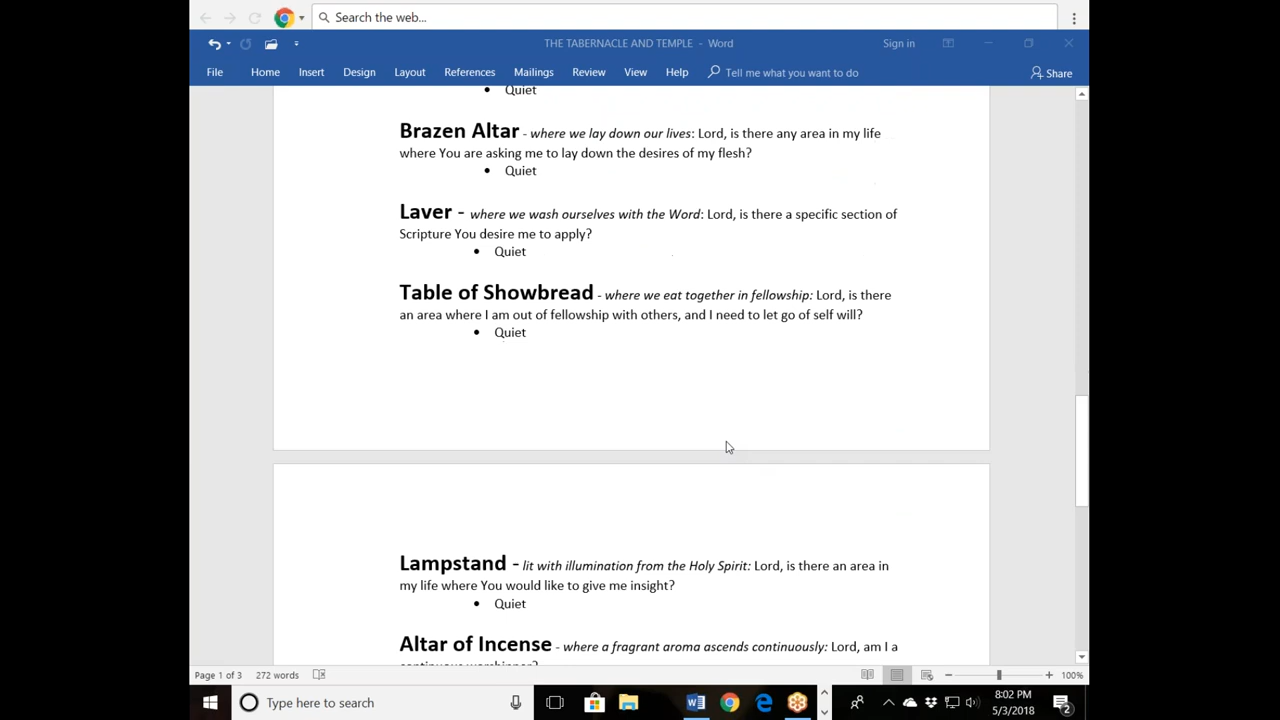 Search the web...
THE TABERNACLE AND TEMPLE - Word
Sign in
File Home Insert Design Layout References Mailings Review View Help Tell me what you want to do Share
• Quiet
Brazen Altar - where we lay down our lives: Lord, is there any area in my life
where You are asking me to lay down the desires of my flesh?
• Quiet
Laver - where we wash ourselves with the Word: Lord, is there a specific section of
Scripture You desire me to apply?
• Quiet
Table of Showbread - where we eat together in fellowship: Lord, is there
an area where I am out of fellowship with others, and I need to let go of self will?
• Quiet
Lampstand - lit with illumination from the Holy Spirit: Lord, is there an area in
my life where You would like to give me insight?
• Quiet
Altar of Incense - where a fragrant aroma ascends continuously: Lord, am I a
continuous worshipper?
Page 1 of 3 272 words 100%
Type here to search
8:02 PM
5/3/2018
2